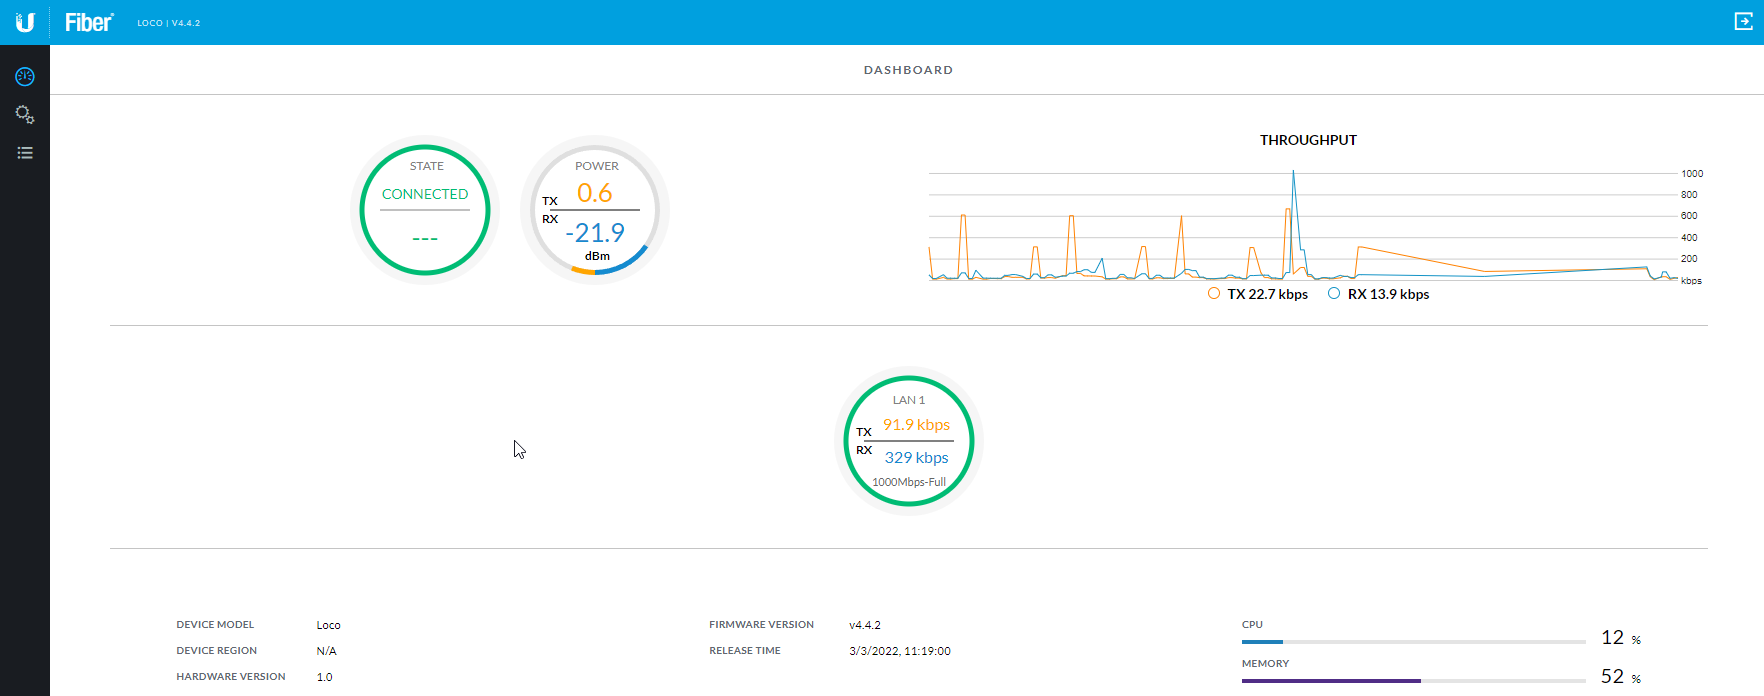 Fiber® LOCO | V4.4.2
DASHBOARD
STATE
CONNECTED
---
POWER
TX 0.6
RX -21.9
dBm
THROUGHPUT
1000
800
600
400
200
kbps
TX 22.7 kbps RX 13.9 kbps
LAN 1
TX 91.9 kbps
RX 329 kbps
1000Mbps-Full
DEVICE MODEL Loco
DEVICE REGION N/A
HARDWARE VERSION 1.0
FIRMWARE VERSION v4.4.2
RELEASE TIME 3/3/2022, 11:19:00
CPU 12 %
MEMORY 52 %